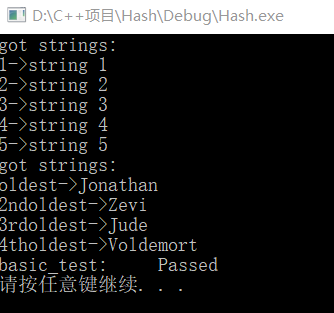 D:\C++项目\Hash\Debug\Hash.exe
got strings:
1->string 1
2->string 2
3->string 3
4->string 4
5->string 5
got strings:
oldest->Jonathan
2ndoldest->Zevi
3rdoldest->Jude
4tholdest->Voldemort
basic_test:     Passed
请按任意键继续. . .